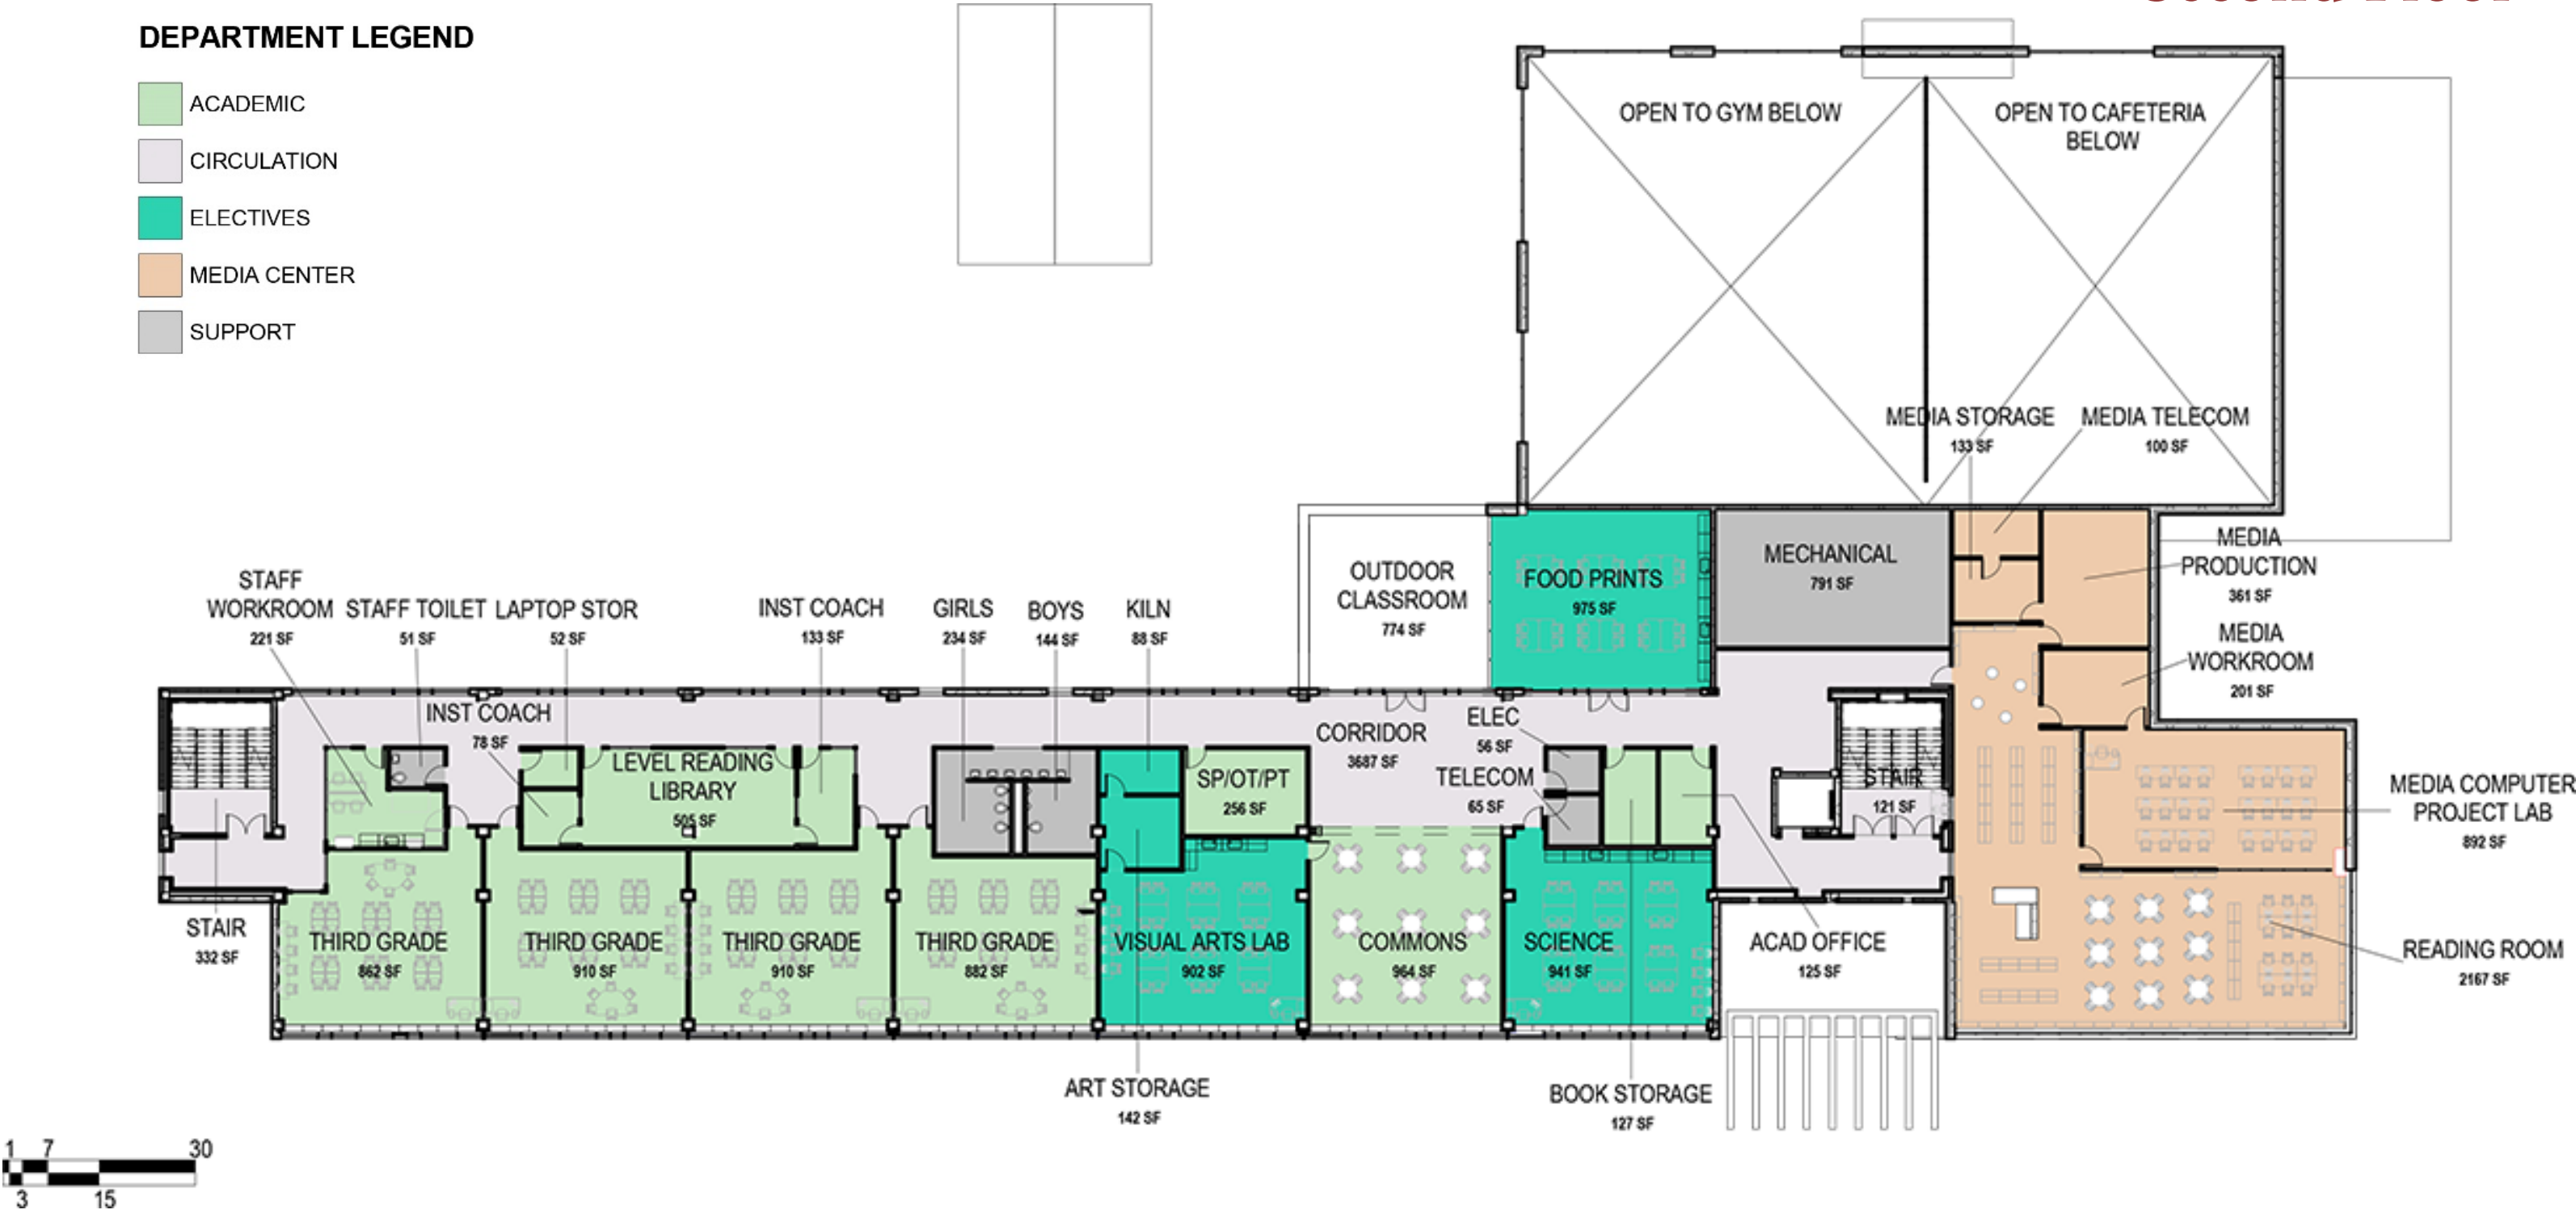 DEPARTMENT LEGEND
ACADEMIC
CIRCULATION
ELECTIVES
MEDIA CENTER
SUPPORT
OPEN TO GYM BELOW
OPEN TO CAFETERIA
BELOW
MEDIA STORAGE
133 SF
MEDIA TELECOM
100 SF
MEDIA
PRODUCTION
361 SF
MEDIA
WORKROOM
201 SF
OUTDOOR
CLASSROOM
774 SF
FOOD PRINTS
975 SF
MECHANICAL
791 SF
STAFF
WORKROOM
221 SF
STAFF TOILET
51 SF
LAPTOP STOR
52 SF
INST COACH
133 SF
GIRLS
234 SF
BOYS
144 SF
KILN
88 SF
INST COACH
78 SF
LEVEL READING
LIBRARY
505 SF
SP/OT/PT
256 SF
CORRIDOR
3687 SF
ELEC
56 SF
TELECOM
65 SF
STAIR
121 SF
MEDIA COMPUTER
PROJECT LAB
892 SF
STAIR
332 SF
THIRD GRADE
862 SF
THIRD GRADE
910 SF
THIRD GRADE
910 SF
THIRD GRADE
882 SF
VISUAL ARTS LAB
902 SF
COMMONS
964 SF
SCIENCE
941 SF
ACAD OFFICE
125 SF
READING ROOM
2167 SF
ART STORAGE
142 SF
BOOK STORAGE
127 SF
1 7 30
3 15